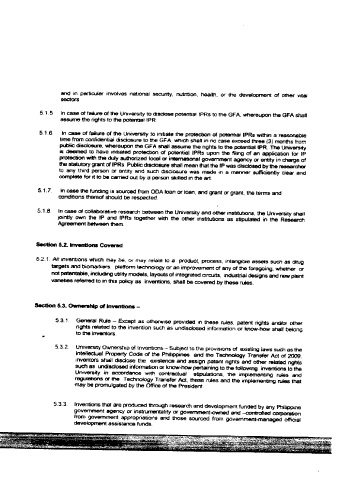 and in particular involves national security, nutrition, health, or the development of other vital
sectors
5.1.5 In case of failure of the University to disclose potential IPRs to the GFA, whereupon the GFA shall
assume the rights to the potential IPR.
5.1.6. In case of failure of the University to initiate the protection of potential IPRs within a reasonable
time from confidential disclosure to the GFA, which shall in no case exceed three (3) months from
public disclosure, whereupon the GFA shall assume the rights to the potential IPR. The University
is deemed to have initiated protection of potential IPRs upon the filing of an application for IP
protection with the duly authorized local or international government agency or entity in charge of
the statutory grant of IPRs. Public disclosure shall mean that the IP was disclosed by the researcher
to any third person or entity and such disclosure was made in a manner sufficiently clear and
complete for it to be carried out by a person skilled in the art.
5.1.7. In case the funding is sourced from ODA loan or loan, and grant or grant, the terms and
conditions thereof should be respected.
5.1.8. In case of collaborative research between the University and other institutions, the University shall
jointly own the IP and IPRs together with the other institutions as stipulated in the Research
Agreement between them.
Section 5.2. Inventions Covered
5.2.1. All inventions which may be, or may relate to a product, process, intangible assets such as drug
targets and biomarkers, platform technology or an improvement of any of the foregoing, whether or
not patentable, including utility models, layouts of integrated circuits, industrial designs and new plant
varieties referred to in this policy as inventions, shall be covered by these rules.
Section 5.3. Ownership of Inventions –
5.3.1 General Rule – Except as otherwise provided in these rules, patent rights and/or other
rights related to the invention such as undisclosed information or know-how shall belong
to the inventors.
5.3.2. University Ownership of Inventions – Subject to the provisions of existing laws such as the
Intellectual Property Code of the Philippines and the Technology Transfer Act of 2009,
inventors shall disclose the existence and assign patent rights and other related rights
such as undisclosed information or know-how pertaining to the following inventions to the
University in accordance with contractual stipulations, the implementing rules and
regulations of the Technology Transfer Act, these rules and the implementing rules that
may be promulgated by the Office of the President
5.3.3. Inventions that are produced through research and development funded by any Philippine
government agency or instrumentality or government-owned and –controlled corporation
from government appropriations and those sourced from government-managed official
development assistance funds.